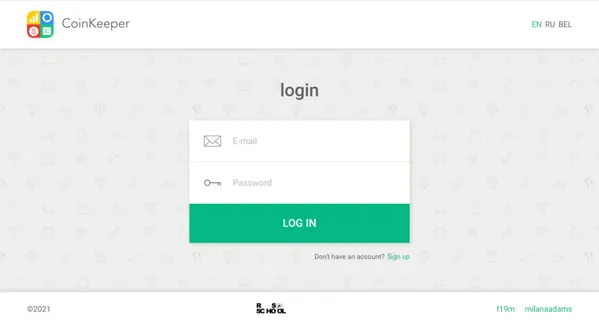 CoinKeeper
EN RU BEL
login
E-mail
Password
LOG IN
Don't have an account? Sign up
©2021
RS
SCHOOL
f19m milanaadams